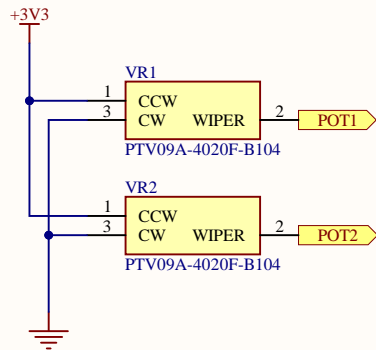 +3V3
VR1
1 CCW
3 CW WIPER 2 POT1
PTV09A-4020F-B104
VR2
1 CCW
3 CW WIPER 2 POT2
PTV09A-4020F-B104